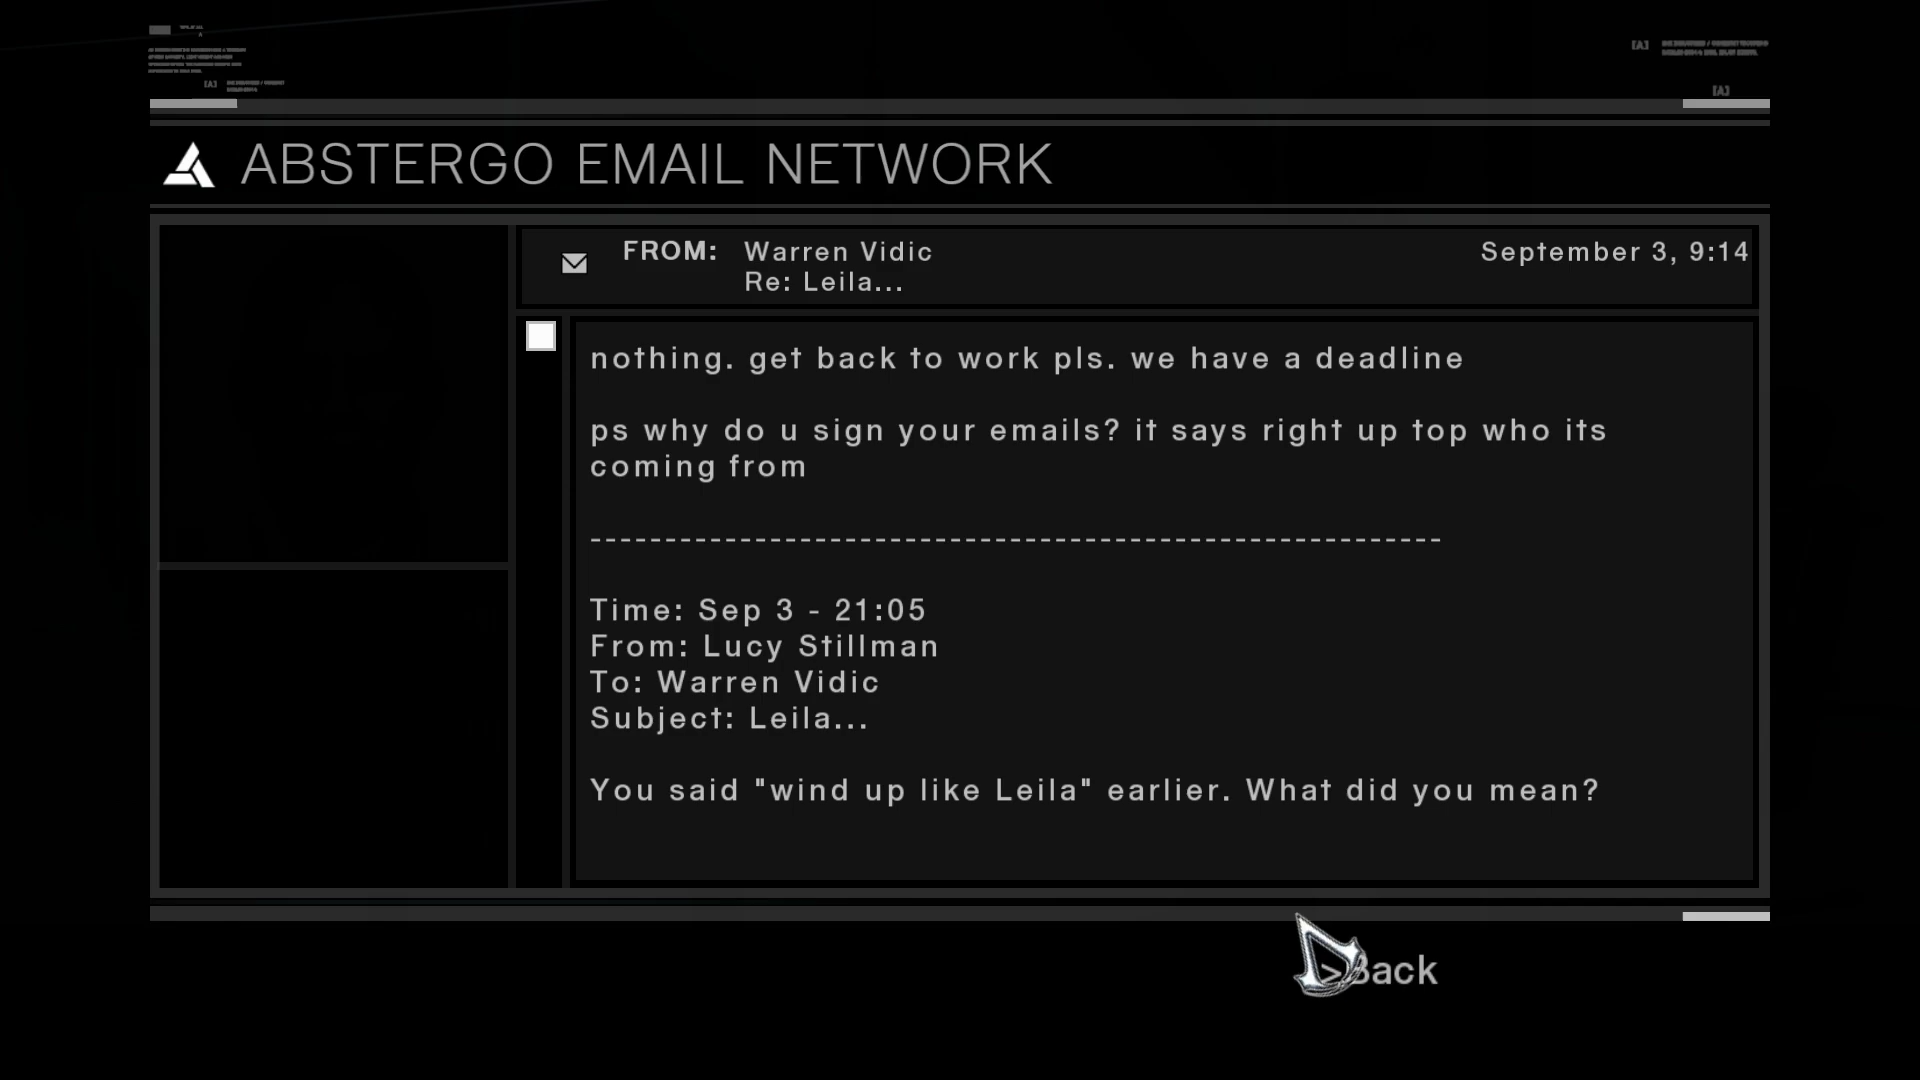 [A]
[A]
[A]
ABSTERGO EMAIL NETWORK
FROM: Warren Vidic September 3, 9:14
Re: Leila...
nothing. get back to work pls. we have a deadline
ps why do u sign your emails? it says right up top who its
coming from
---------------------------------------------------------
Time: Sep 3 - 21:05
From: Lucy Stillman
To: Warren Vidic
Subject: Leila...
You said "wind up like Leila" earlier. What did you mean?
>Back